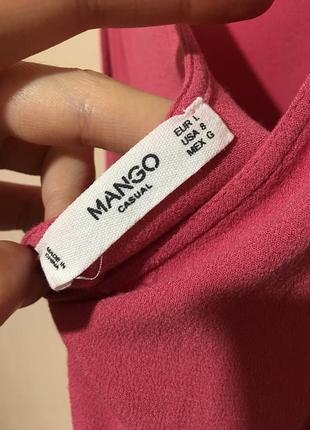 MANGO
CASUAL
EUR L
USA 8
MEX G
MADE IN
CHINA